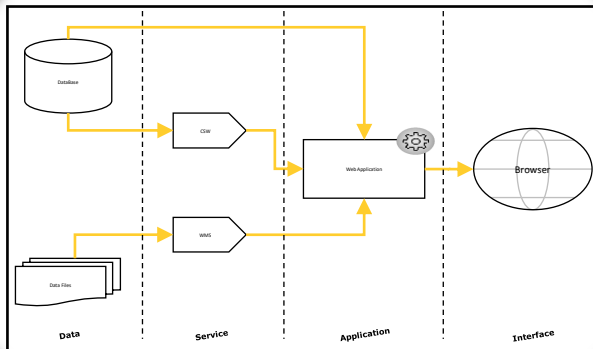 DataBase
CSW
Web Application
Browser
WMS
Data Files
Data
Service
Application
Interface